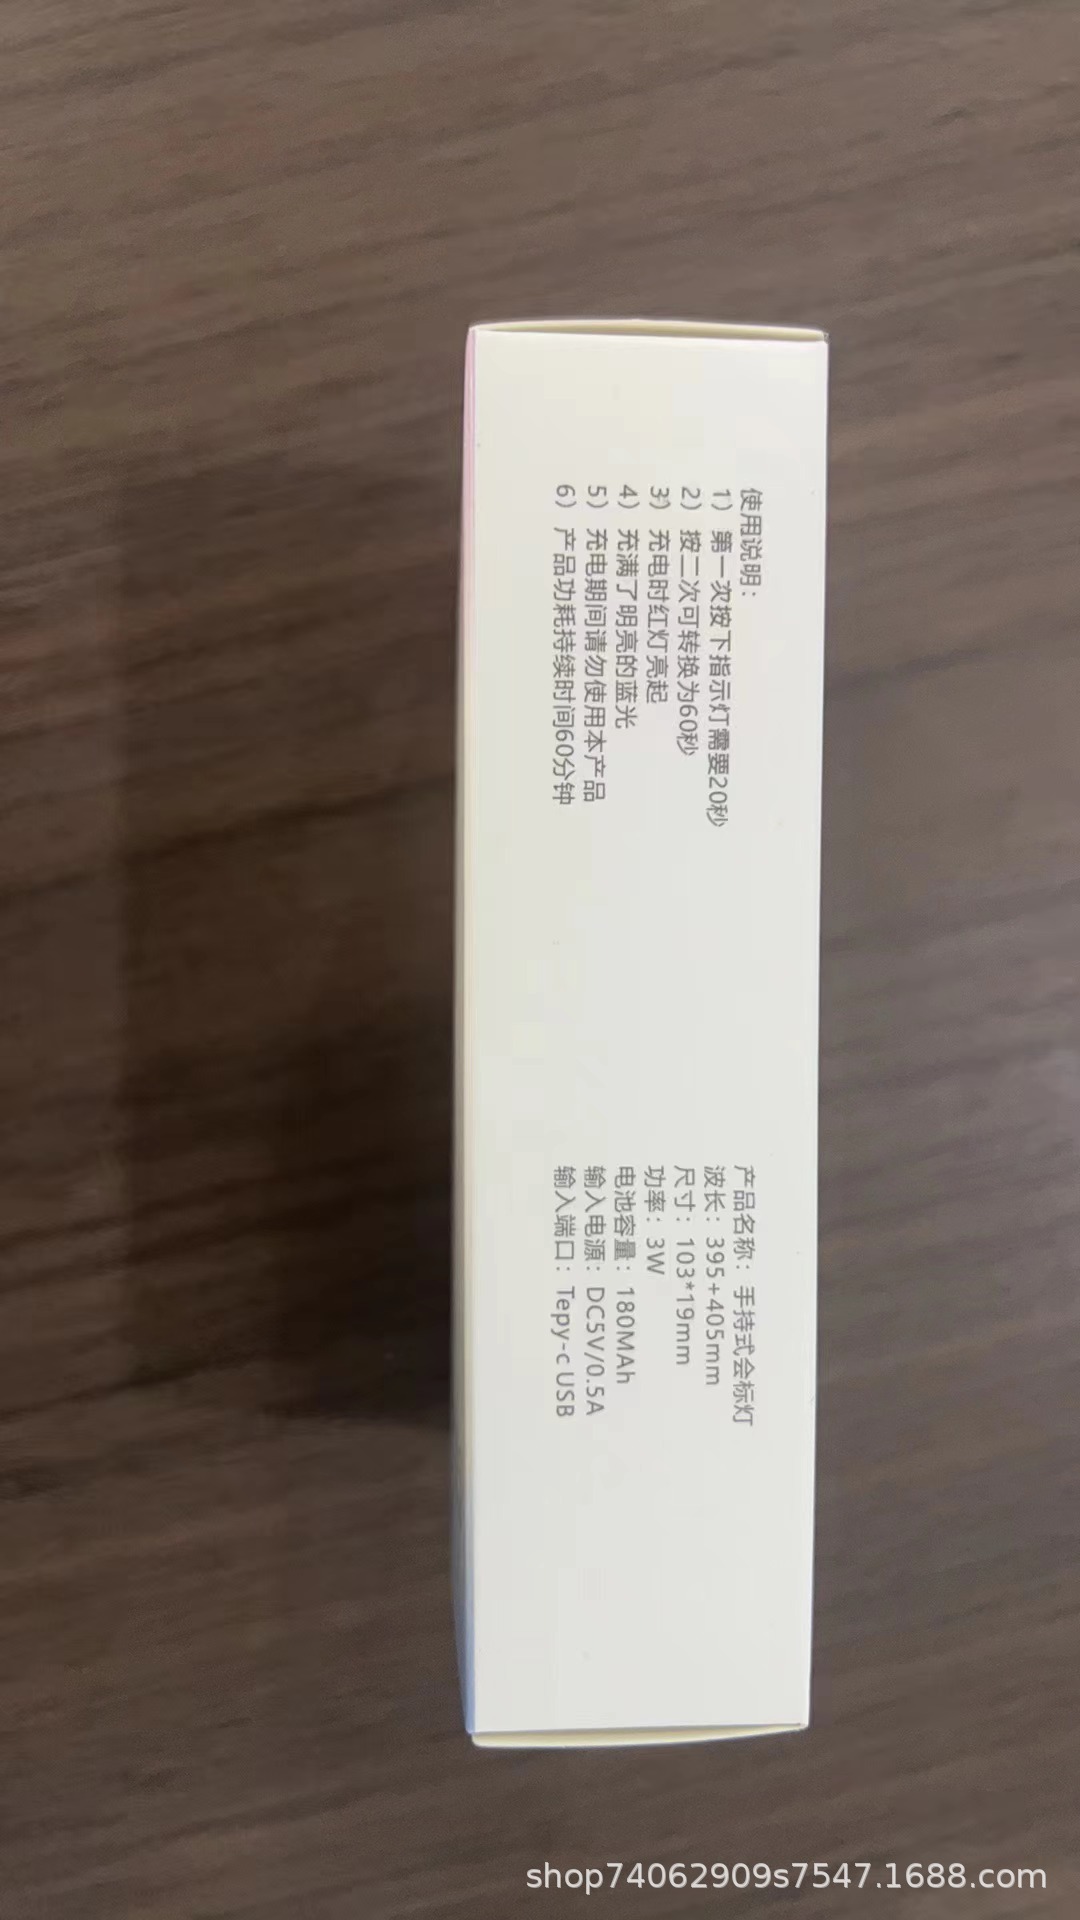 使用说明：
1）第一次按下指示灯需要20秒
2）按二次可转换为60秒
3）充电时红灯亮起
4）充满了明亮的蓝光
5）充电期间请勿使用本产品
6）产品功耗持续时间60分钟
产品名称：手持式会标灯
波长：395+405mm
尺寸：103*19mm
功率：3W
电池容量：180MAh
输入电源：DC5V/0.5A
输入端口：Tepy-c USB
shop74062909s7547.1688.com